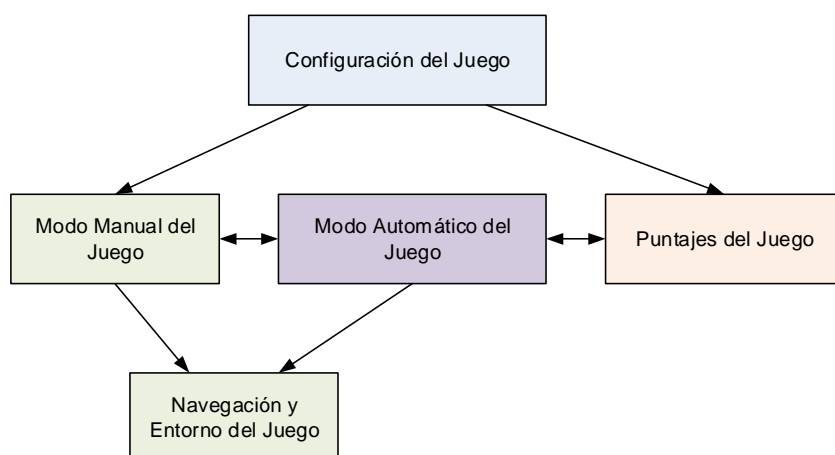 Configuración del Juego
Modo Manual del
Juego
Modo Automático del
Juego
Puntajes del Juego
Navegación y
Entorno del Juego